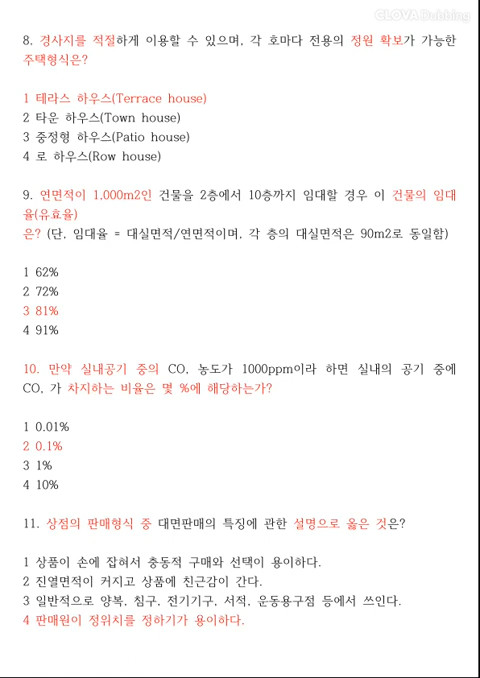 CLOVA Dubbing
8. 경사지를 적절하게 이용할 수 있으며, 각 호마다 전용의 정원 확보가 가능한
주택형식은?
1 테라스 하우스(Terrace house)
2 타운 하우스(Town house)
3 중정형 하우스(Patio house)
4 로 하우스(Row house)
9. 연면적이 1,000m2인 건물을 2층에서 10층까지 임대할 경우 이 건물의 임대
율(유효율)
은? (단, 임대율 = 대실면적/연면적이며, 각 층의 대실면적은 90m2로 동일함)
1 62%
2 72%
3 81%
4 91%
10. 만약 실내공기 중의 CO, 농도가 1000ppm이라 하면 실내의 공기 중에
CO, 가 차지하는 비율은 몇 %에 해당하는가?
1 0.01%
2 0.1%
3 1%
4 10%
11. 상점의 판매형식 중 대면판매의 특징에 관한 설명으로 옳은 것은?
1 상품이 손에 잡혀서 충동적 구매와 선택이 용이하다.
2 진열면적이 커지고 상품에 친근감이 간다.
3 일반적으로 양복, 침구, 전기기구, 서적, 운동용구점 등에서 쓰인다.
4 판매원이 정위치를 정하기가 용이하다.